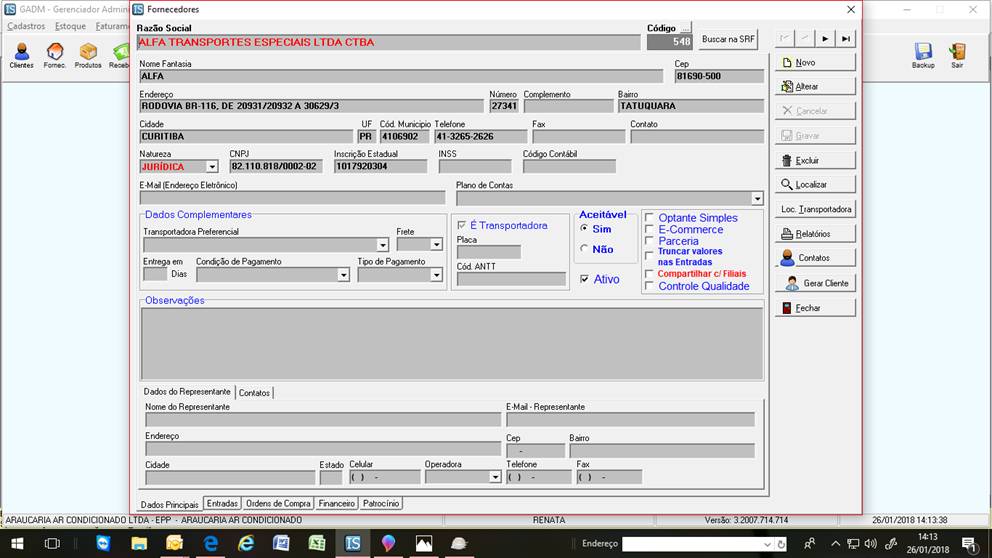 GADM - Gerenciador Admin
Fornecedores
Cadastros Estoque Faturam
Clientes Fornec. Produtos Receb Backup Sair
Razão Social Código ...
ALFA TRANSPORTES ESPECIAIS LTDA CTBA 548 Buscar na SRF
Nome Fantasia Cep
ALFA 81690-500
Endereço Número Complemento Bairro
RODOVIA BR-116, DE 20931/20932 A 30629/3 27341 TATUQUARA
Cidade UF Cód. Municipio Telefone Fax Contato
CURITIBA PR 4106902 41-3265-2626
Natureza CNPJ Inscrição Estadual INSS Código Contábil
JURÍDICA 82.110.818/0002-02 1017920304
E-Mail (Endereço Eletrônico) Plano de Contas
Dados Complementares
Transportadora Preferencial Frete
Entrega em Condição de Pagamento Tipo de Pagamento
Dias
É Transportadora
Placa
Cód. ANTT
Aceitável
Sim
Não
Ativo
Optante Simples
E-Commerce
Parceria
Truncar valores
nas Entradas
Compartilhar c/ Filiais
Controle Qualidade
Observações
Dados do Representante Contatos
Nome do Representante E-Mail - Representante
Endereço Cep Bairro
-
Cidade Estado Celular Operadora Telefone Fax
( ) - ( ) - ( ) -
Dados Principais Entradas Ordens de Compra Financeiro Patrocínio
Novo
Alterar
Cancelar
Gravar
Excluir
Localizar
Loc. Transportadora
Relatórios
Contatos
Gerar Cliente
Fechar
ARAUCARIA AR CONDICIONADO LTDA - EPP - ARAUCARIA AR CONDICIONADO RENATA Versão: 3.2007.714.714 26/01/2018 14:13:38
Endereço
14:13
26/01/2018